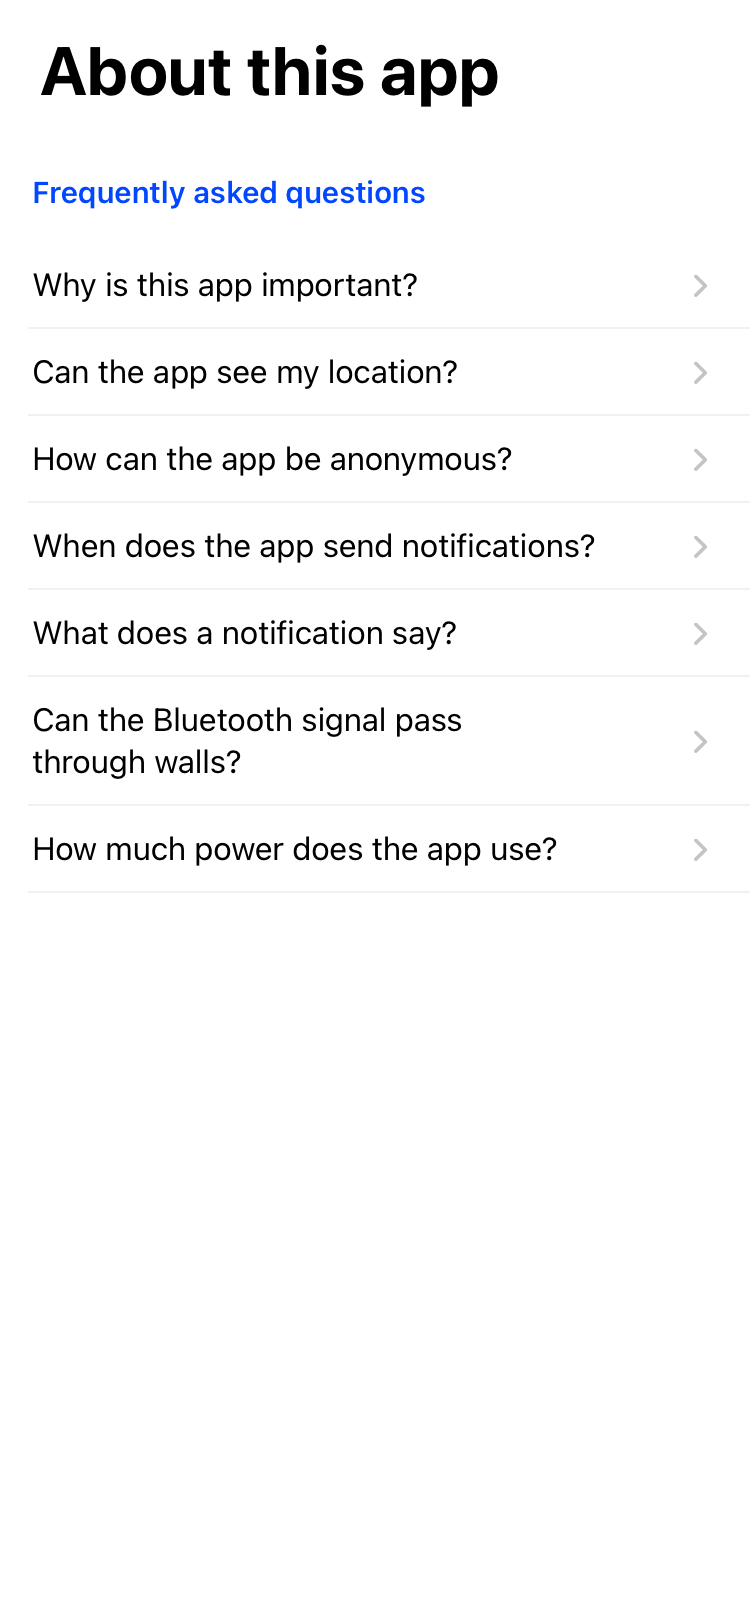 About this app
Frequently asked questions
Why is this app important?
Can the app see my location?
How can the app be anonymous?
When does the app send notifications?
What does a notification say?
Can the Bluetooth signal pass
through walls?
How much power does the app use?